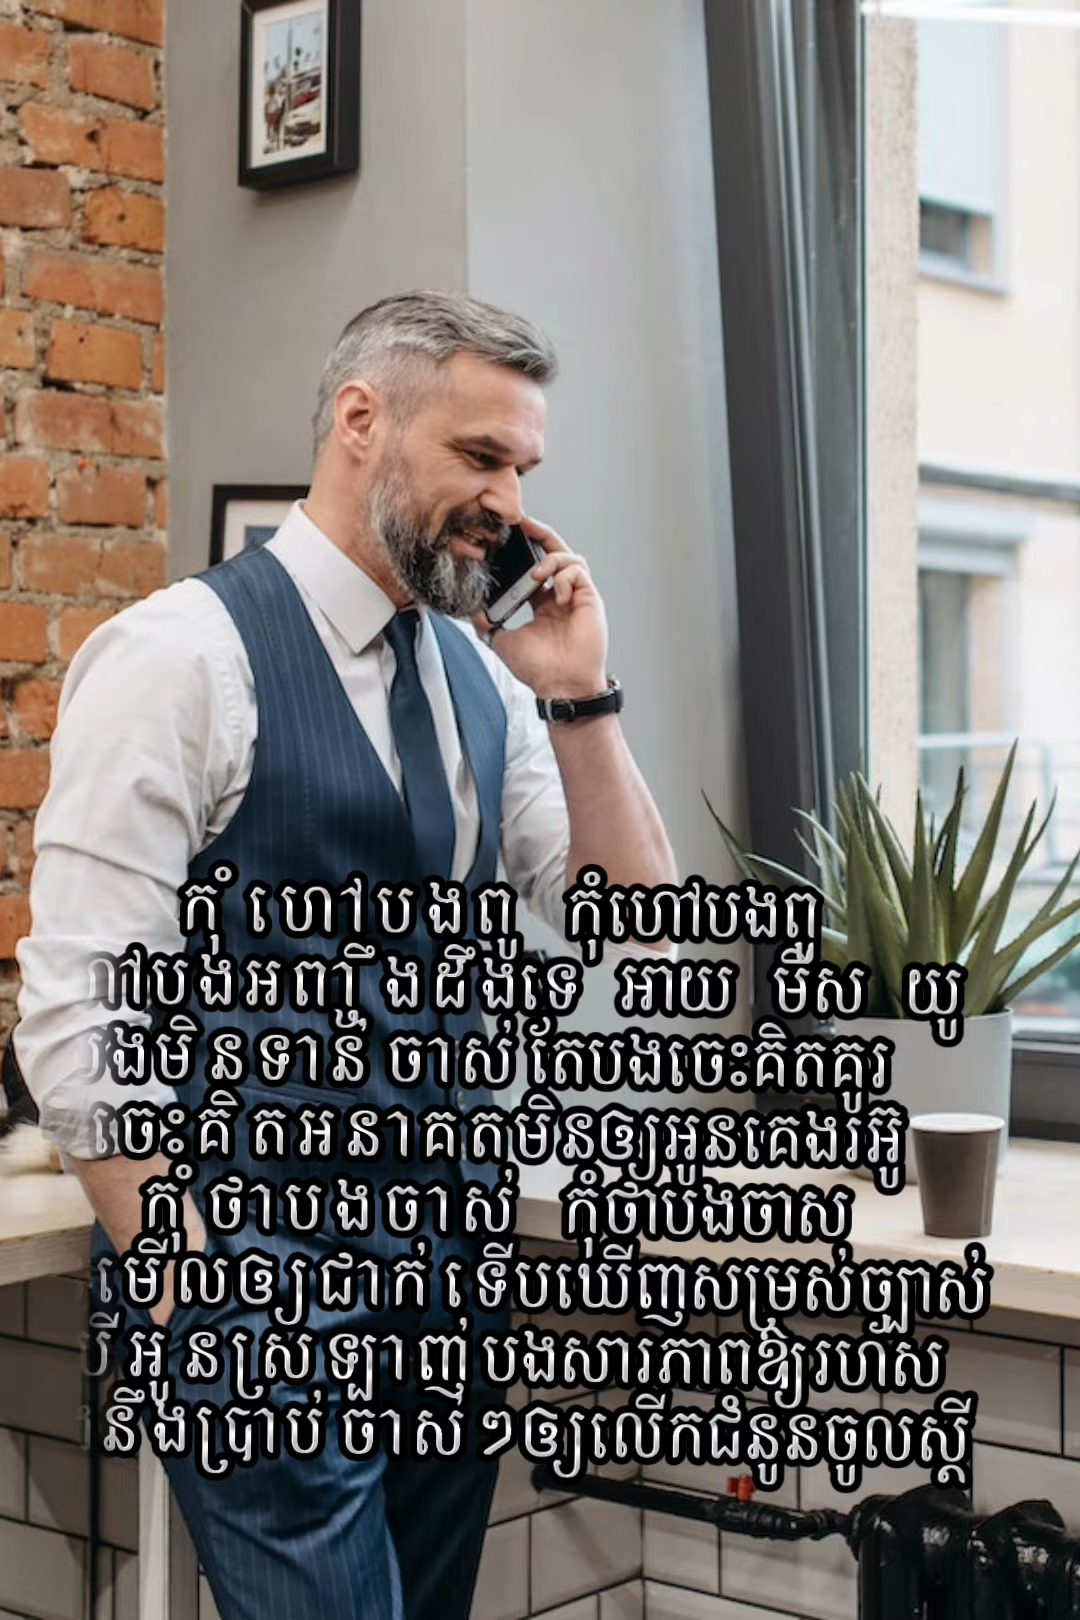 កុំ ហៅបងពូ កុំហៅបងពូ
ហៅបងអញ្ចឹងដឹងទេ អាយ មីស យូ
បងមិនទាន់ ចាស់ តែបងចេះគិតគូរ
ចេះគិតអនាគតមិនឲ្យអូនគេងរអ៊ូ
កុំ ថាបងចាស់ កុំថាបងចាស់
មើលឲ្យជាក់ ទើបឃើញសម្រស់ច្បាស់
បើអូនស្រឡាញ់ បងសារភាពឱ្យរហ័ស
នឹងប្រាប់ ចាស់ៗឲ្យលើកជំនូនចូលស្ដី